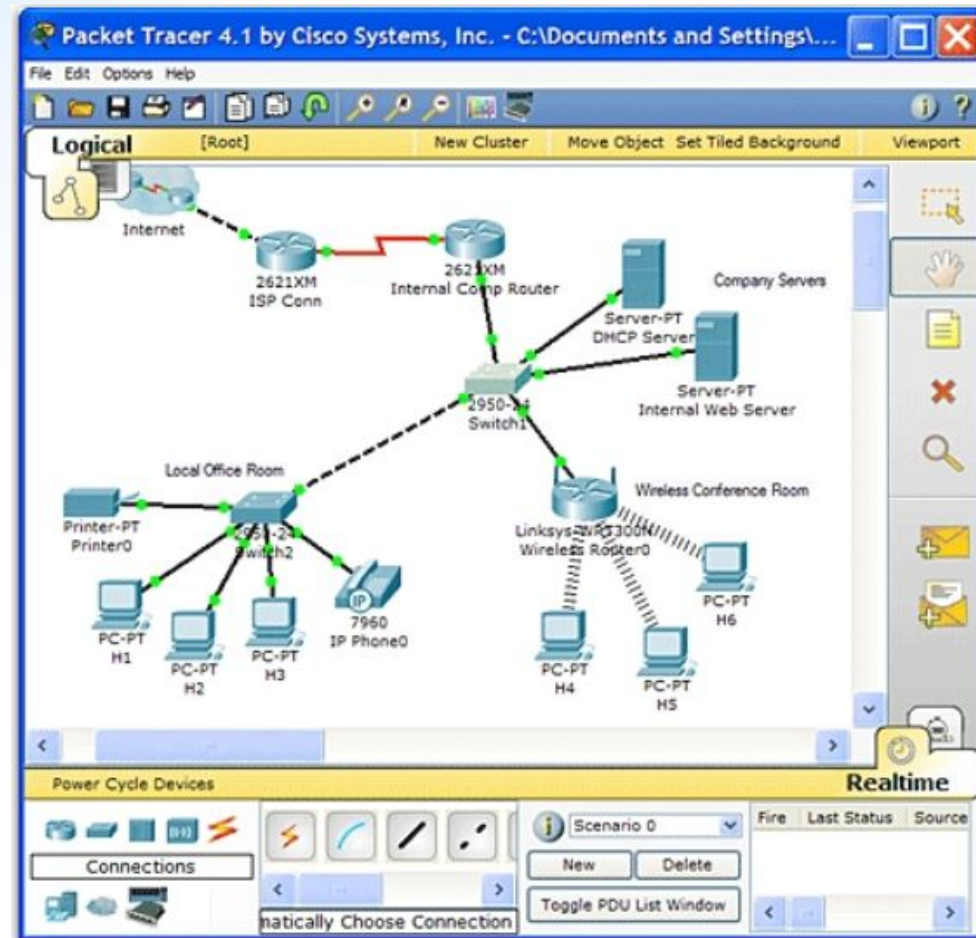 Packet Tracer 4.1 by Cisco Systems, Inc. - C:\Documents and Settings\...
File Edit Options Help
Logical [Root] New Cluster Move Object Set Tiled Background Viewport
Internet
2621XM
ISP Conn
2621XM
Internal Comp Router
Company Servers
Server-PT
DHCP Server
Server-PT
Internal Web Server
2950-24
Switch1
Local Office Room
Wireless Conference Room
Printer-PT
Printer0
2950-24
Switch2
Linksys-WRT300N
Wireless Router0
IP
7960
IP Phone0
PC-PT
H1
PC-PT
H2
PC-PT
H3
PC-PT
H4
PC-PT
H5
PC-PT
H6
Power Cycle Devices
Realtime
Connections
matically Choose Connection
Scenario 0
New Delete
Toggle PDU List Window
Fire Last Status Source